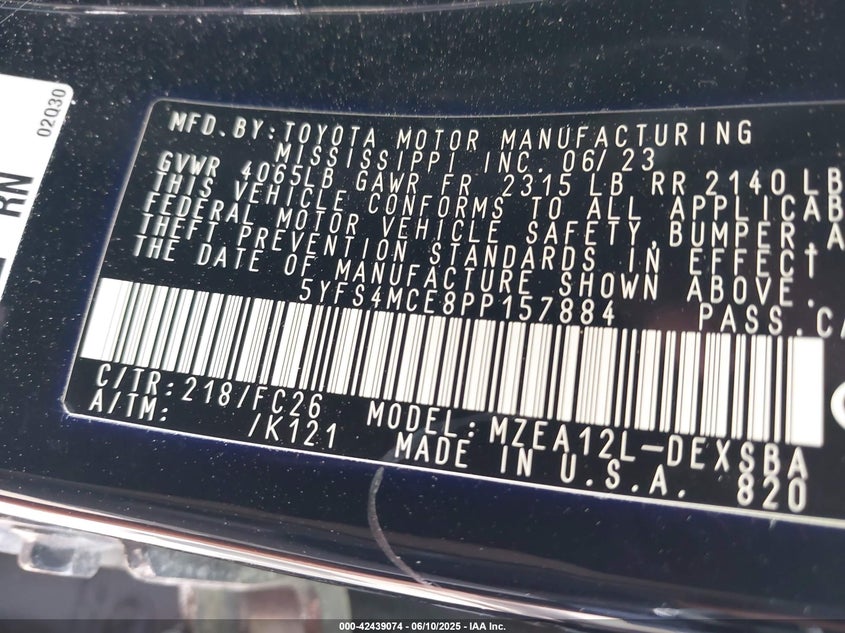 02030
RN
MFD.BY:TOYOTA MOTOR MANUFACTURING
MISSISSIPPI INC. 06/23
GVWR 4065LB GAWR FR 2315 LB RR 2140 LB
THIS VEHICLE CONFORMS TO ALL APPLICAB
FEDERAL MOTOR VEHICLE SAFETY,BUMPER,A
THEFT PREVENTION STANDARDS IN EFFECT
THE DATE OF MANUFACTURE SHOWN ABOVE.
5YFS4MCE8PP157884 PASS.CA
C/TR:218/FC26 MODEL:MZEA12L-DEXSBA
A/TM: /K121 MADE IN U.S.A. 820
000-42439074 - 06/10/2025 - IAA Inc.